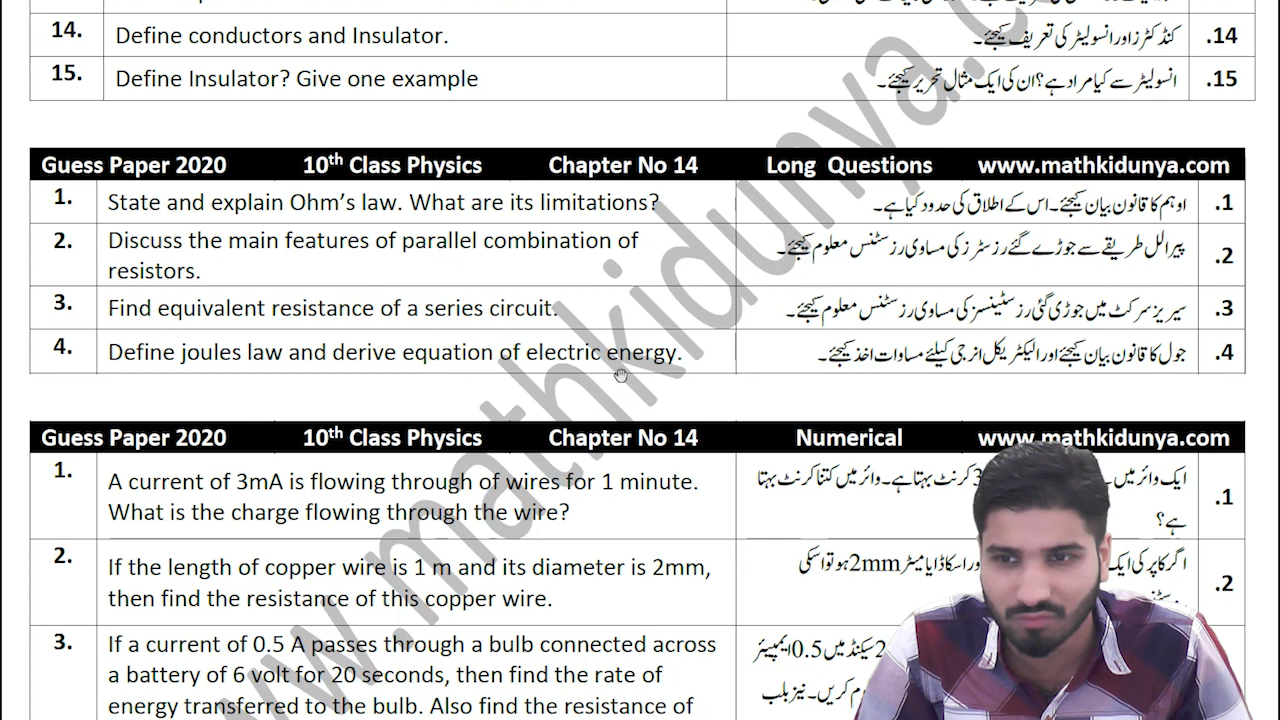 14. Define conductors and Insulator. کنڈکٹرز اور انسولیٹر کی تعریف کیجئے۔ .14
15. Define Insulator? Give one example انسولیٹر سے کیا مراد ہے؟ ان کی ایک مثال تحریر کیجئے۔ .15
Guess Paper 2020 10th Class Physics Chapter No 14 Long Questions www.mathkidunya.com
1. State and explain Ohm's law. What are its limitations? اوہم کا قانون بیان کیجئے۔ اس کے اطلاق کی حدود کیا ہے۔ .1
2. Discuss the main features of parallel combination of پیرالل طریقے سے جوڑے گئے رزسٹرز کی مساوی رزسٹنس معلوم کیجئے۔ .2
resistors.
3. Find equivalent resistance of a series circuit. سیریز سرکٹ میں جوڑی گئی رزسٹینسز کی مساوی رزسٹنس معلوم کیجئے۔ .3
4. Define joules law and derive equation of electric energy. جول کا قانون بیان کیجئے اور الیکٹریکل انرجی کیلئے مساوات اخذ کیجئے۔ .4
Guess Paper 2020 10th Class Physics Chapter No 14 Numerical www.mathkidunya.com
1. A current of 3mA is flowing through of wires for 1 minute. ایک وائر میں کرنٹ بہتا ہے۔ وائر میں کتنا کرنٹ بہتا .1
What is the charge flowing through the wire? ہے؟
2. If the length of copper wire is 1 m and its diameter is 2mm, اگر کاپر کی ایک اور اسکا ڈایا میٹر 2mm ہو تو اسکی .2
then find the resistance of this copper wire.
3. If a current of 0.5 A passes through a bulb connected across سیکنڈ میں 0.5 ایمپیئر
a battery of 6 volt for 20 seconds, then find the rate of
energy transferred to the bulb. Also find the resistance of کریں۔ نیز بلب
www.mathkidunya.c